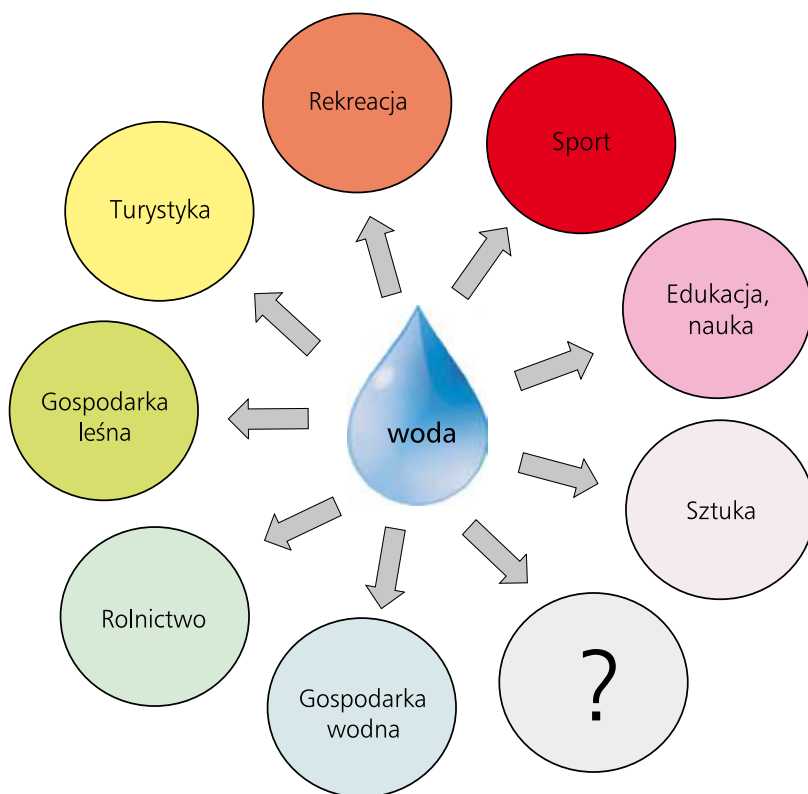 Rekreacja
Sport
Turystyka
Edukacja,
nauka
Gospodarka
leśna
woda
Sztuka
Rolnictwo
?
Gospodarka
wodna